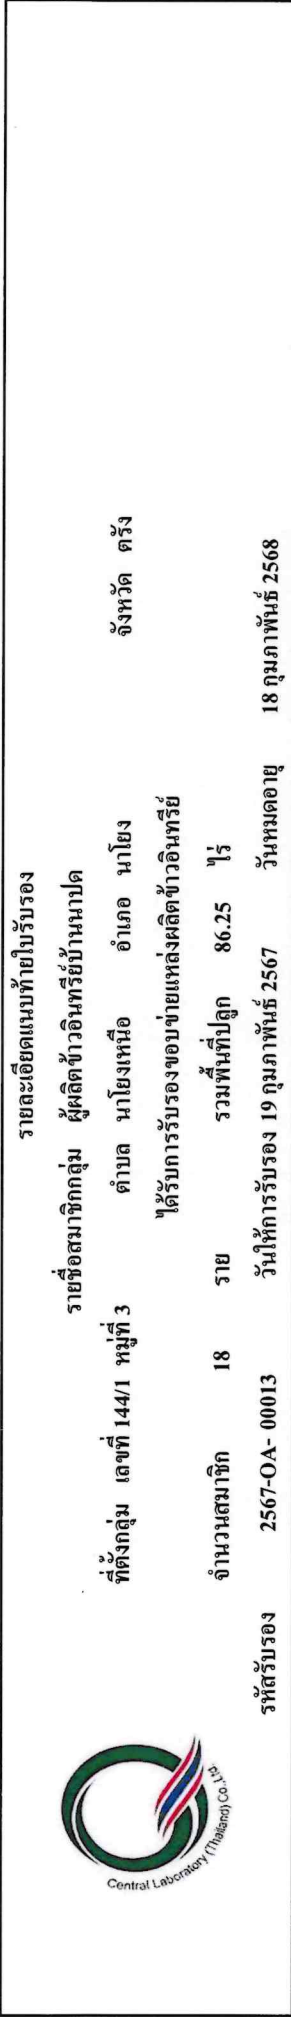 รายละเอียดแนบท้ายใบรับรอง
รายชื่อสมาชิกกลุ่ม ผู้ผลิตข้าวอินทรีย์บ้านนาปด
ที่ตั้งกลุ่ม เลขที่ 144/1 หมู่ที่ 3 ตำบล นาโยงเหนือ อำเภอ นาโยง จังหวัด ตรัง
ได้รับการรับรองขอบข่ายแหล่งผลิตข้าวอินทรีย์
จำนวนสมาชิก 18 ราย รวมพื้นที่ปลูก 86.25 ไร่
รหัสรับรอง 2567-OA- 00013 วันให้การรับรอง 19 กุมภาพันธ์ 2567 วันหมดอายุ 18 กุมภาพันธ์ 2568
Central Laboratory (Thailand) Co.,Ltd.